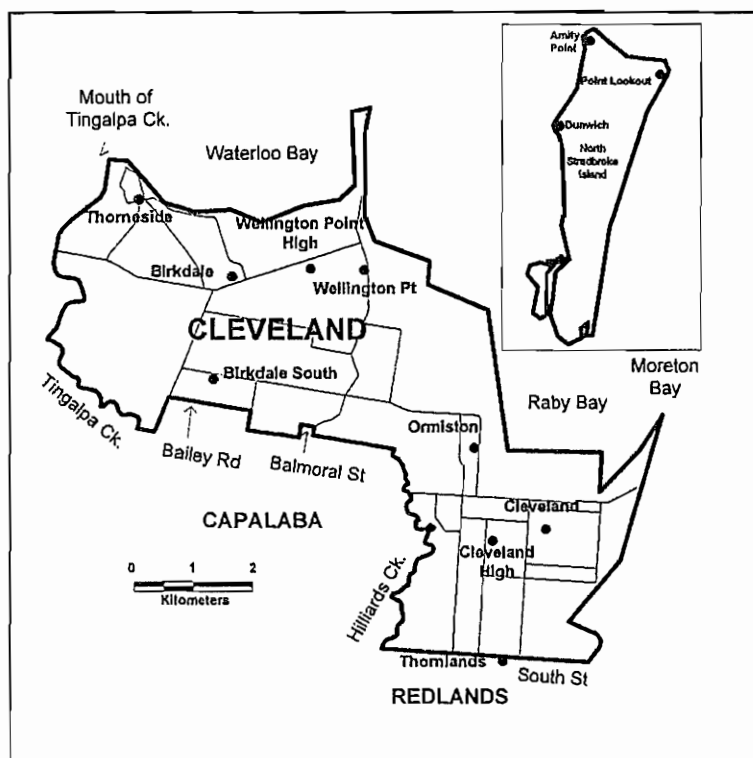 Amity
Point
Point Lookout
Dunwich
North
Stradbroke
Island
Mouth of
Tingalpa Ck.
Waterloo Bay
Thorneside
Wellington Point
High
Birkdale
Wellington Pt
CLEVELAND
Birkdale South
Tingalpa Ck.
Bailey Rd
Balmoral St
Moreton
Bay
Raby Bay
Ormiston
CAPALABA
Cleveland
Cleveland
High
0 1 2
Kilometers
Hilliards Ck.
Thornlands
South St
REDLANDS